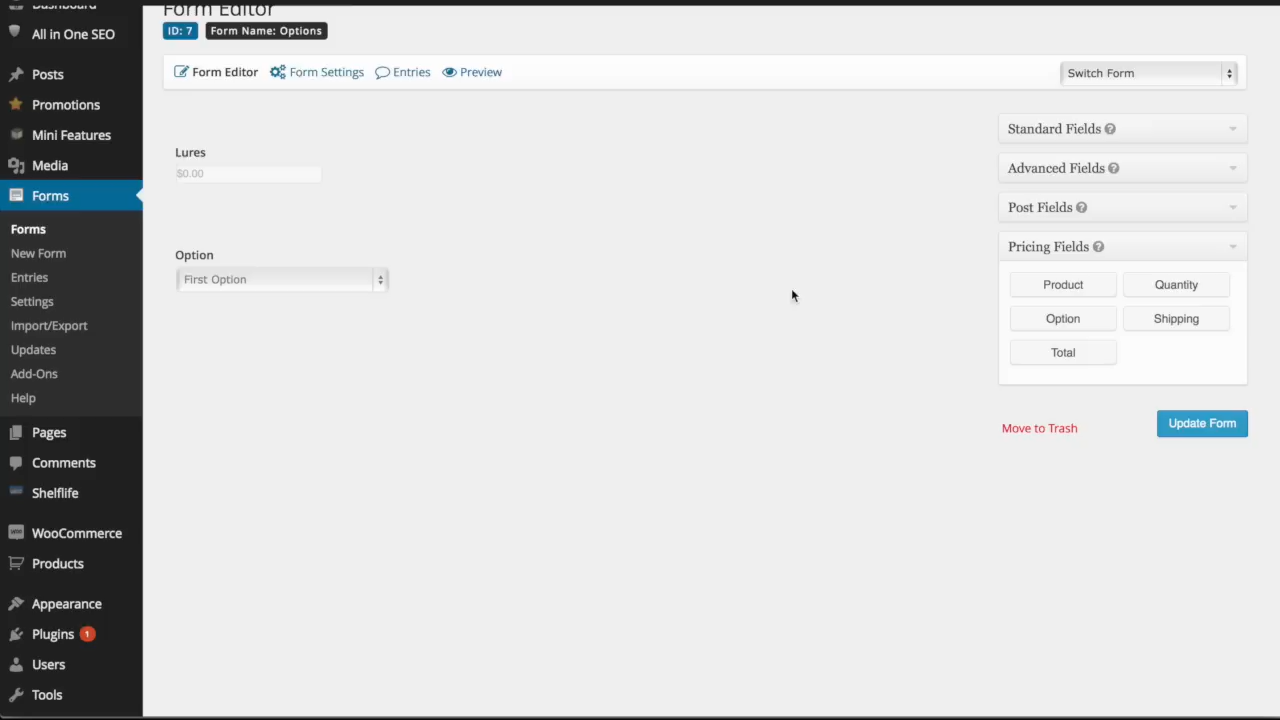 Dashboard
All in One SEO
Posts
Promotions
Mini Features
Media
Forms
Forms
New Form
Entries
Settings
Import/Export
Updates
Add-Ons
Help
Pages
Comments
Shelflife
WooCommerce
Products
Appearance
Plugins 1
Users
Tools
Form Editor
ID: 7 Form Name: Options
Form Editor Form Settings Entries Preview
Switch Form
Lures
$0.00
Option
First Option
Standard Fields ?
Advanced Fields ?
Post Fields ?
Pricing Fields ?
Product Quantity
Option Shipping
Total
Move to Trash Update Form